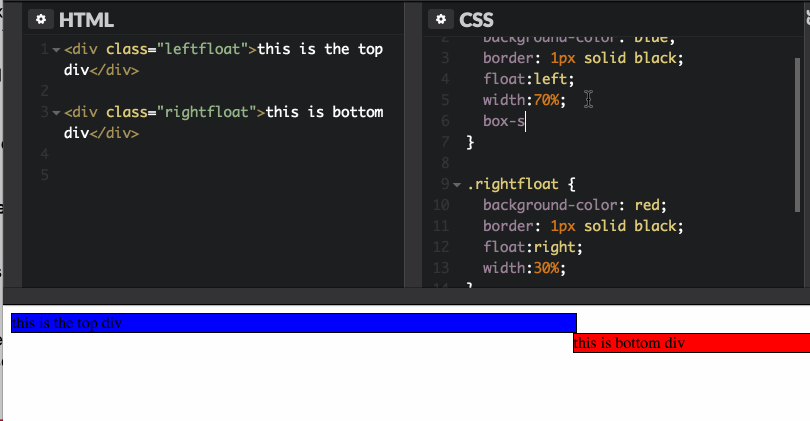 HTML
1 <div class="leftfloat">this is the top
div</div>
2
3 <div class="rightfloat">this is bottom
div</div>
4
5
CSS
2 background-color: blue;
3 border: 1px solid black;
4 float:left;
5 width:70%;
6 box-s
7 }
8
9 .rightfloat {
10 background-color: red;
11 border: 1px solid black;
12 float:right;
13 width:30%;
14 }
this is the top div
this is bottom div